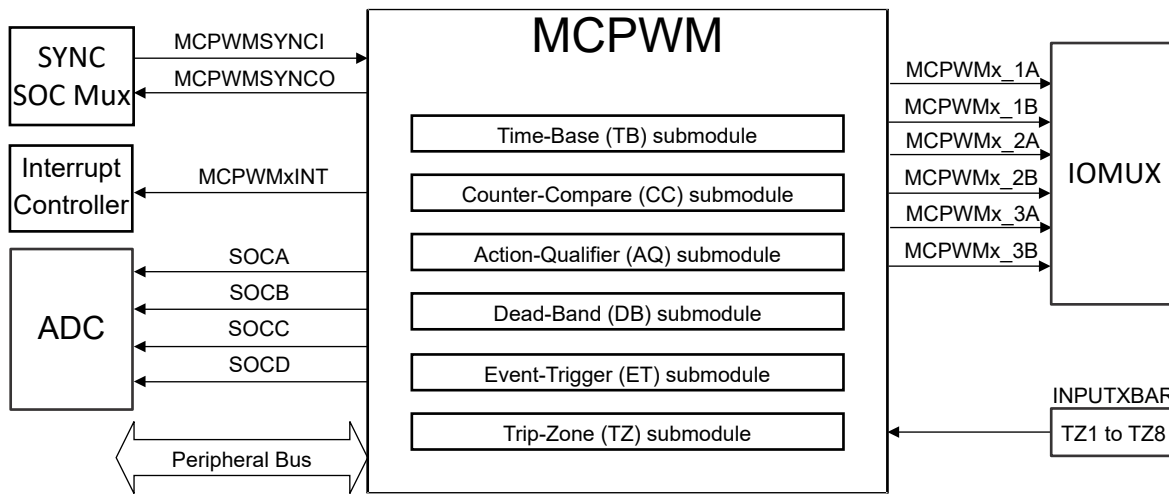 SYNC
SOC Mux
MCPWMSYNCI
MCPWMSYNCO
Interrupt
Controller
MCPWMxINT
ADC
SOCA
SOCB
SOCC
SOCD
Peripheral Bus
MCPWM
Time-Base (TB) submodule
Counter-Compare (CC) submodule
Action-Qualifier (AQ) submodule
Dead-Band (DB) submodule
Event-Trigger (ET) submodule
Trip-Zone (TZ) submodule
MCPWMx_1A
MCPWMx_1B
MCPWMx_2A
MCPWMx_2B
MCPWMx_3A
MCPWMx_3B
IOMUX
INPUTXBAR
TZ1 to TZ8